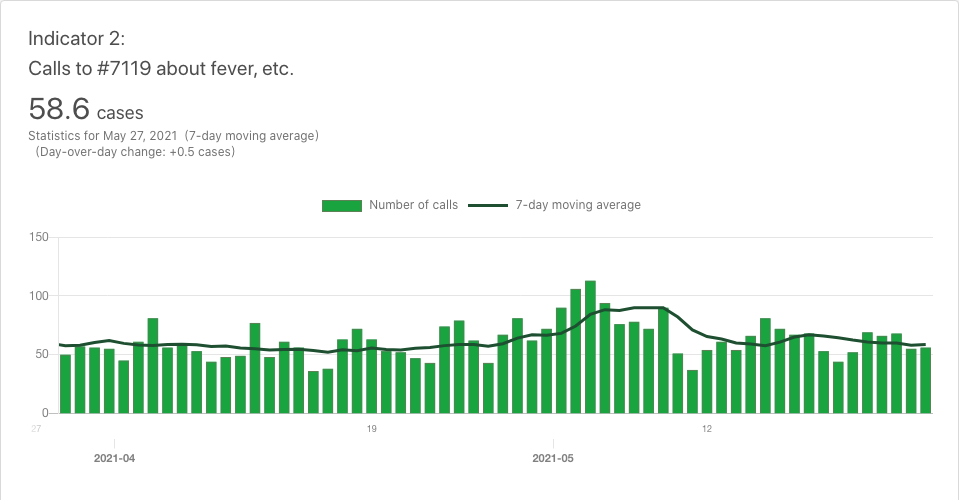 Indicator 2:
Calls to #7119 about fever, etc.
58.6 cases
Statistics for May 27, 2021 (7-day moving average)
(Day-over-day change: +0.5 cases)
Number of calls 7-day moving average
150
100
50
0
27 19 12
2021-04 2021-05